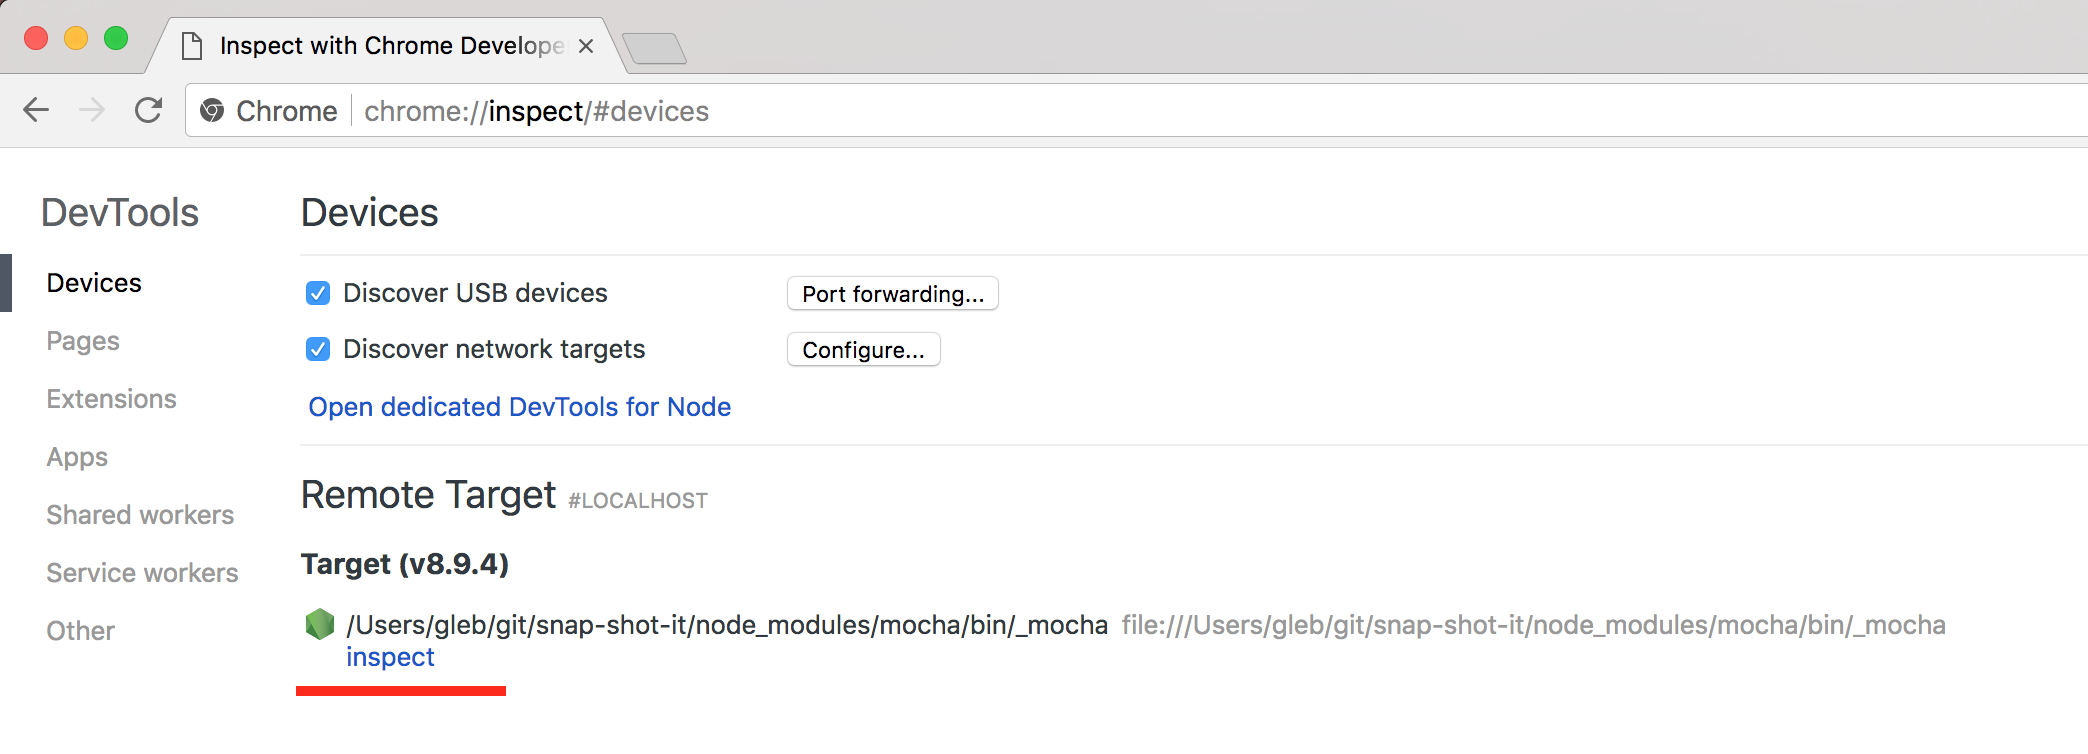 Inspect with Chrome Develope
Chrome chrome://inspect/#devices
DevTools
Devices
Pages
Extensions
Apps
Shared workers
Service workers
Other
Devices
Discover USB devices Port forwarding...
Discover network targets Configure...
Open dedicated DevTools for Node
Remote Target #LOCALHOST
Target (v8.9.4)
/Users/gleb/git/snap-shot-it/node_modules/mocha/bin/_mocha file:///Users/gleb/git/snap-shot-it/node_modules/mocha/bin/_mocha
inspect